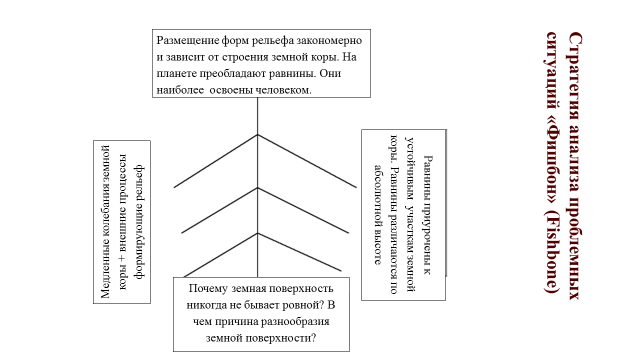 Стратегия анализа проблемных
ситуаций «Фишбон» (Fishbone)
Размещение форм рельефа закономерно
и зависит от строения земной коры. На
планете преобладают равнины. Они
наиболее освоены человеком.
Медленные колебания земной
коры + внешние процессы
формирующие рельеф
Равнины приурочены к
устойчивым участкам земной
коры. Равнины различаются по
абсолютной высоте
Почему земная поверхность
никогда не бывает ровной? В
чем причина разнообразия
земной поверхности?